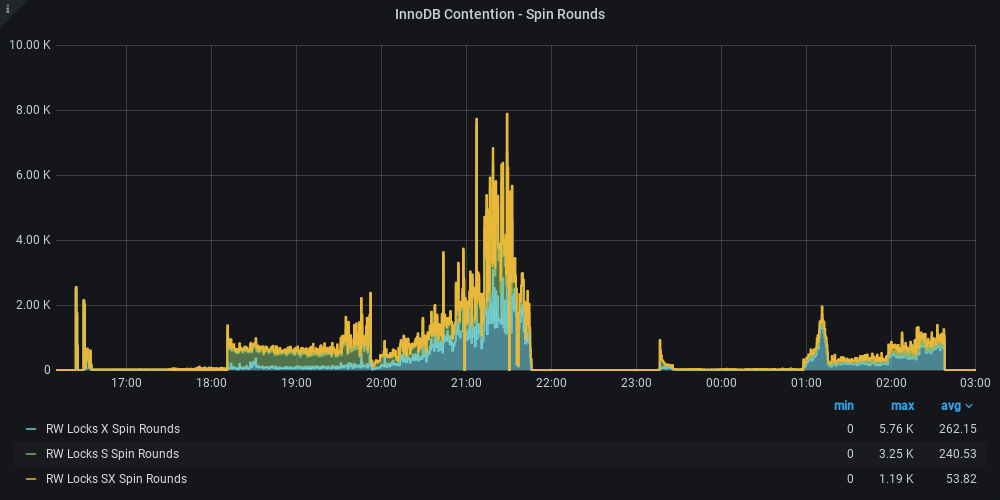 i
InnoDB Contention - Spin Rounds
10.00 K
8.00 K
6.00 K
4.00 K
2.00 K
0
17:00 18:00 19:00 20:00 21:00 22:00 23:00 00:00 01:00 02:00 03:00
min max avg
RW Locks X Spin Rounds 0 5.76 K 262.15
RW Locks S Spin Rounds 0 3.25 K 240.53
RW Locks SX Spin Rounds 0 1.19 K 53.82